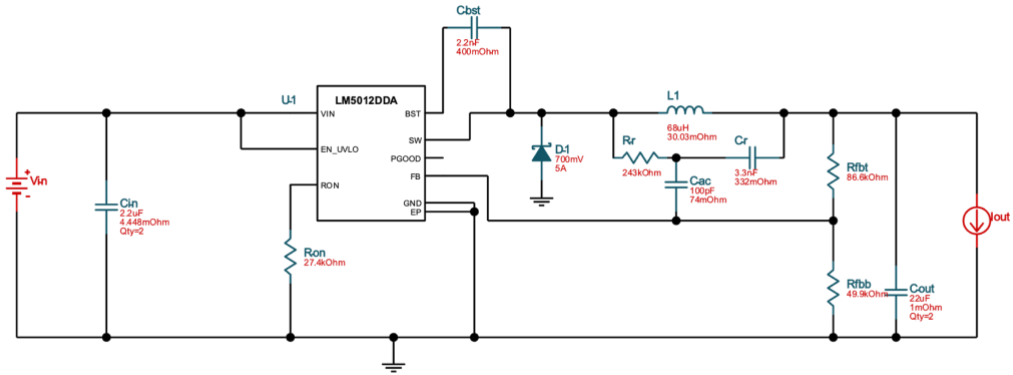 Cbst
2.2nF
400mOhm
U1
LM5012DDA
VIN
BST
EN_UVLO
SW
PGOOD
RON
FB
GND
EP
L1
68uH
30.03mOhm
D1
700mV
5A
Rr
243kOhm
Cr
3.3nF
332mOhm
Cac
100pF
74mOhm
Rfbt
86.6kOhm
+
Vin
-
Cin
2.2uF
4.448mOhm
Qty=2
Ron
27.4kOhm
Iout
Rfbb
49.9kOhm
Cout
22uF
1mOhm
Qty=2